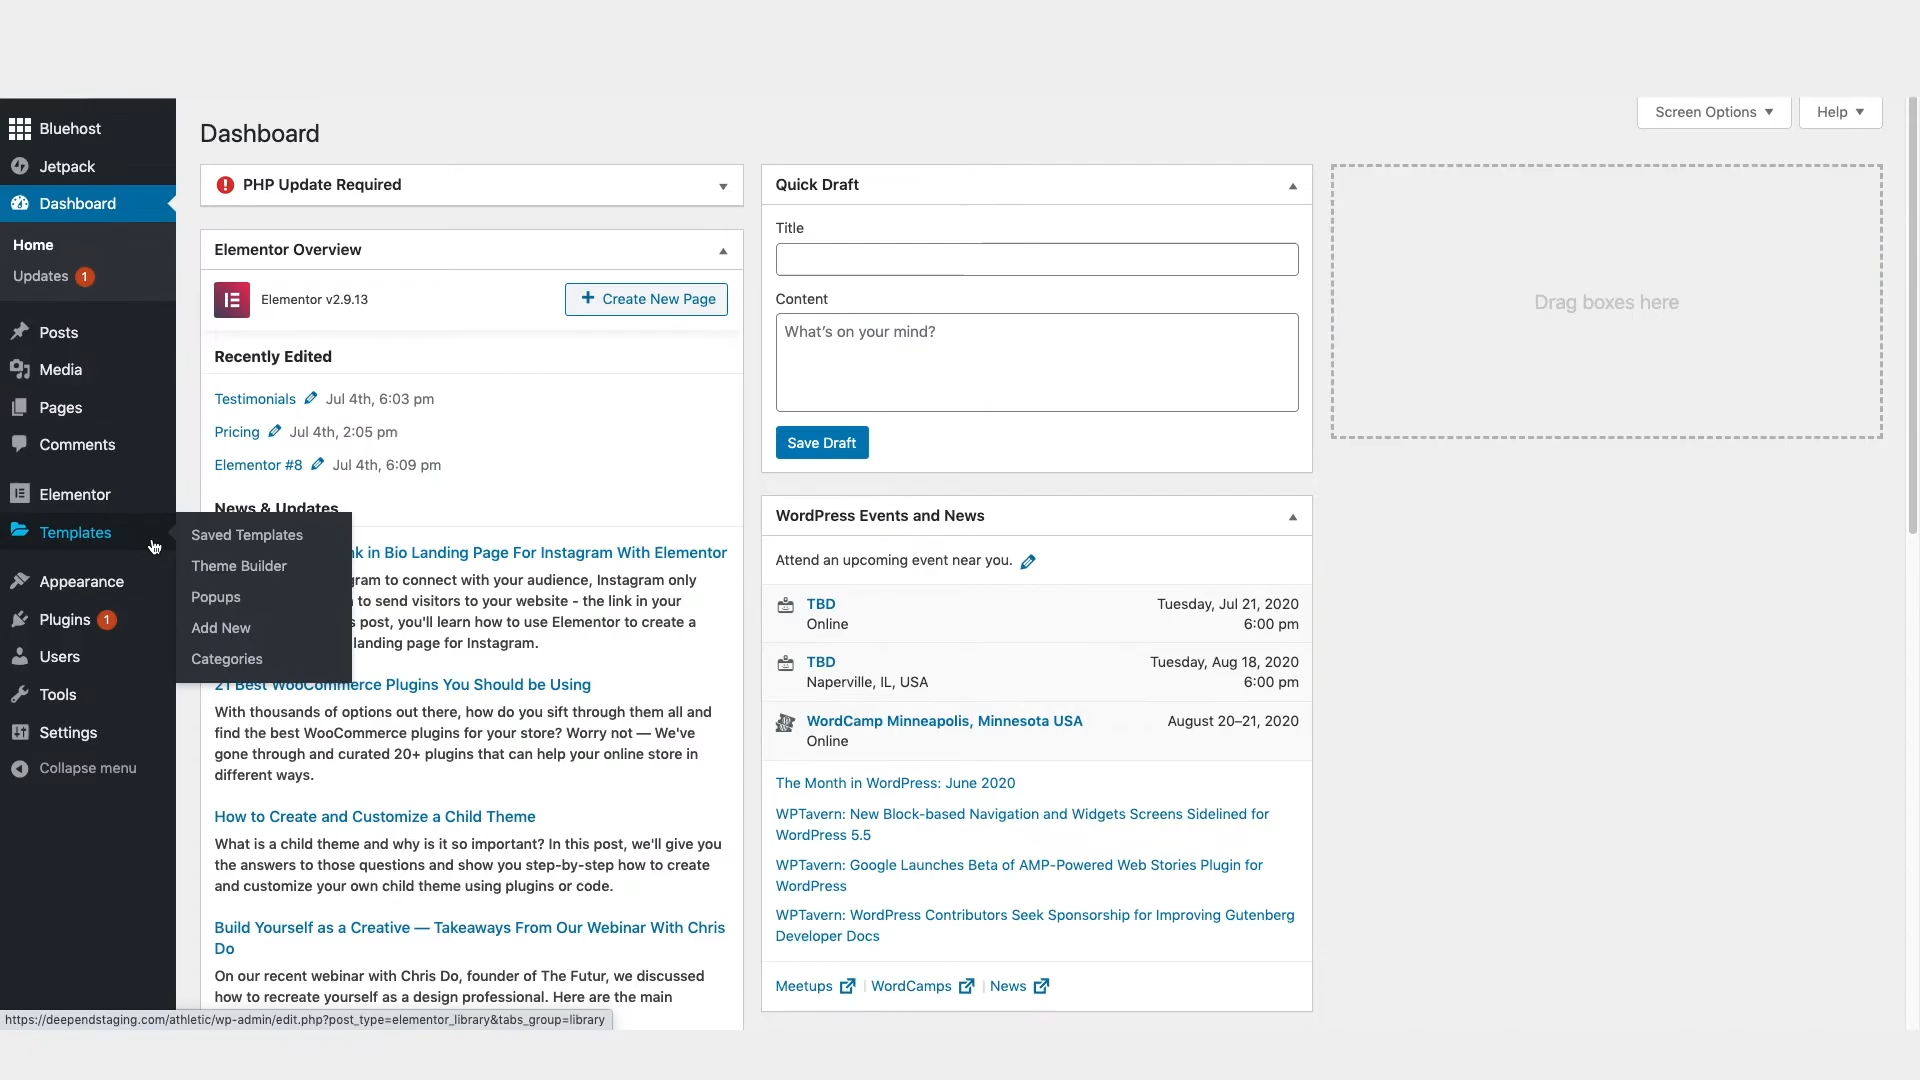 Bluehost
Jetpack
Dashboard
Home
Updates 1
Posts
Media
Pages
Comments
Elementor
Templates
Appearance
Plugins 1
Users
Tools
Settings
Collapse menu
Saved Templates
Theme Builder
Popups
Add New
Categories
Dashboard
Screen Options
Help
PHP Update Required
Elementor Overview
Elementor v2.9.13
+ Create New Page
Recently Edited
Testimonials Jul 4th, 6:03 pm
Pricing Jul 4th, 2:05 pm
Elementor #8 Jul 4th, 6:09 pm
News & Updates
in Bio Landing Page For Instagram With Elementor
to connect with your audience, Instagram only
to send visitors to your website - the link in your
post, you'll learn how to use Elementor to create a
landing page for Instagram.
21 Best WooCommerce Plugins You Should be Using
With thousands of options out there, how do you sift through them all and
find the best WooCommerce plugins for your store? Worry not — We've
gone through and curated 20+ plugins that can help your online store in
different ways.
How to Create and Customize a Child Theme
What is a child theme and why is it so important? In this post, we'll give you
the answers to those questions and show you step-by-step how to create
and customize your own child theme using plugins or code.
Build Yourself as a Creative — Takeaways From Our Webinar With Chris
Do
On our recent webinar with Chris Do, founder of The Futur, we discussed
how to recreate yourself as a design professional. Here are the main
Quick Draft
Title
Content
What's on your mind?
Save Draft
WordPress Events and News
Attend an upcoming event near you.
TBD Tuesday, Jul 21, 2020
Online 6:00 pm
TBD Tuesday, Aug 18, 2020
Naperville, IL, USA 6:00 pm
WordCamp Minneapolis, Minnesota USA August 20–21, 2020
Online
The Month in WordPress: June 2020
WPTavern: New Block-based Navigation and Widgets Screens Sidelined for
WordPress 5.5
WPTavern: Google Launches Beta of AMP-Powered Web Stories Plugin for
WordPress
WPTavern: WordPress Contributors Seek Sponsorship for Improving Gutenberg
Developer Docs
Meetups | WordCamps | News
Drag boxes here
https://deependstaging.com/athletic/wp-admin/edit.php?post_type=elementor_library&tabs_group=library